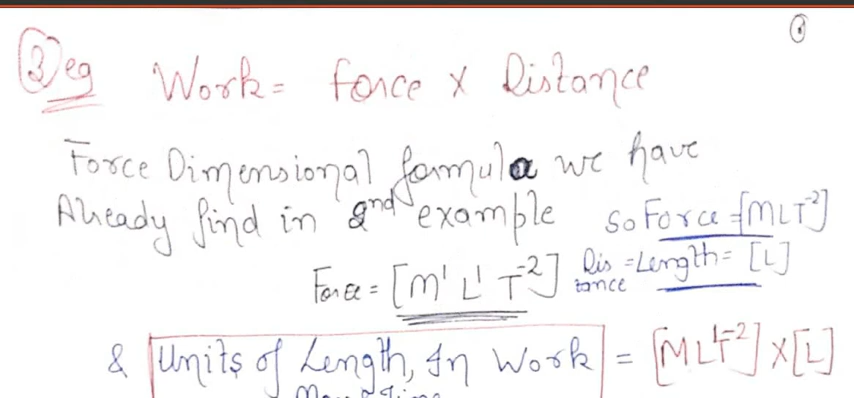 ③ eg Work = force x Distance
Force Dimensional formula we have
Already find in 2nd example so Force = [MLT⁻²]
Force = [M¹ L¹ T⁻²] Distance = Length = [L]
& Units of Length, In Work = [ML¹T⁻²] X [L]